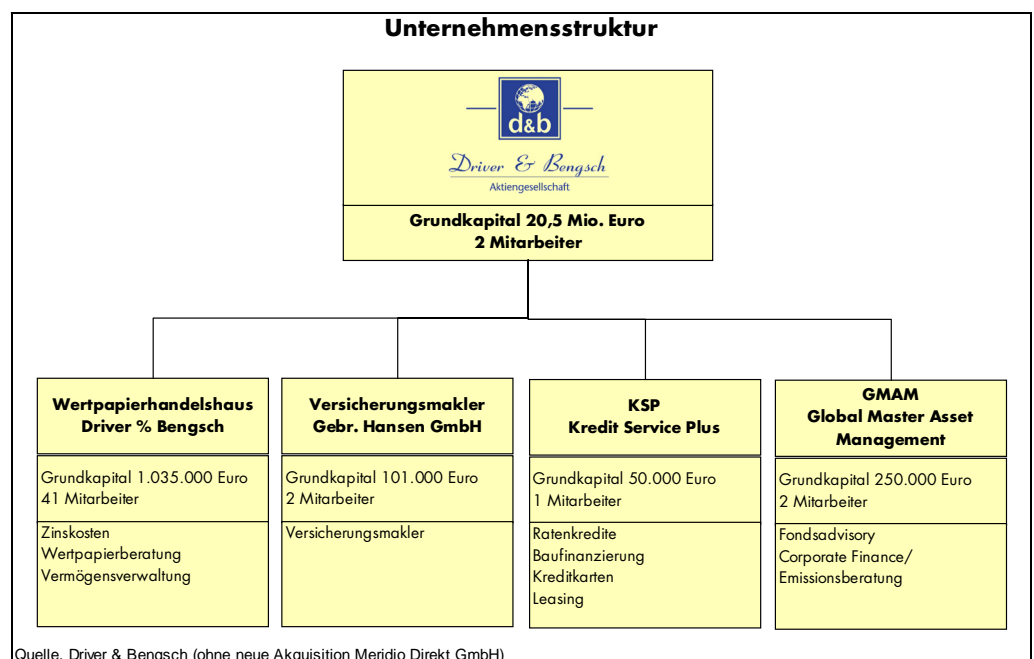 Unternehmensstruktur
d&b
Driver & Bengsch
Aktiengesellschaft
Grundkapital 20,5 Mio. Euro
2 Mitarbeiter
Wertpapierhandelshaus
Driver % Bengsch
Grundkapital 1.035.000 Euro
41 Mitarbeiter
Zinskosten
Wertpapierberatung
Vermögensverwaltung
Versicherungsmakler
Gebr. Hansen GmbH
Grundkapital 101.000 Euro
2 Mitarbeiter
Versicherungsmakler
KSP
Kredit Service Plus
Grundkapital 50.000 Euro
1 Mitarbeiter
Ratenkredite
Baufinanzierung
Kreditkarten
Leasing
GMAM
Global Master Asset
Management
Grundkapital 250.000 Euro
2 Mitarbeiter
Fondsadvisory
Corporate Finance/
Emissionsberatung
Quelle. Driver & Bengsch (ohne neue Akquisition Meridio Direkt GmbH)